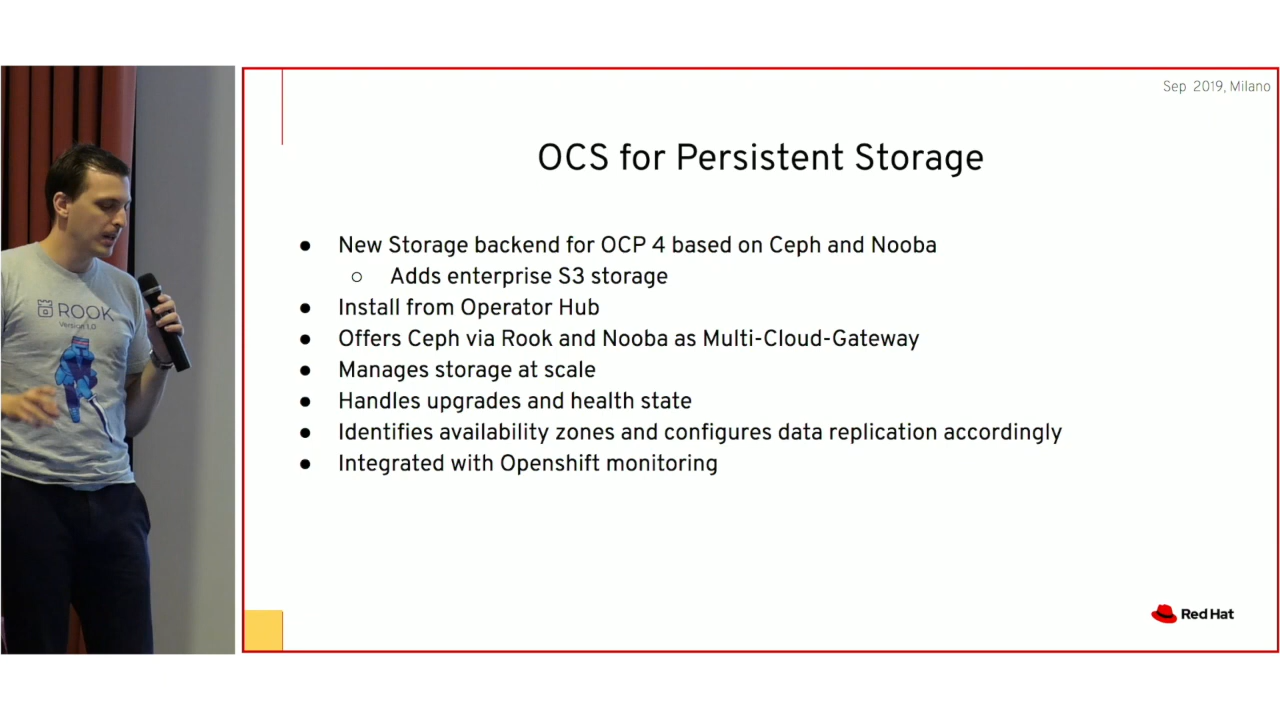 Sep 2019, Milano
OCS for Persistent Storage
● New Storage backend for OCP 4 based on Ceph and Nooba
○ Adds enterprise S3 storage
● Install from Operator Hub
● Offers Ceph via Rook and Nooba as Multi-Cloud-Gateway
● Manages storage at scale
● Handles upgrades and health state
● Identifies availability zones and configures data replication accordingly
● Integrated with Openshift monitoring
Red Hat
ROOK
Version 1.0